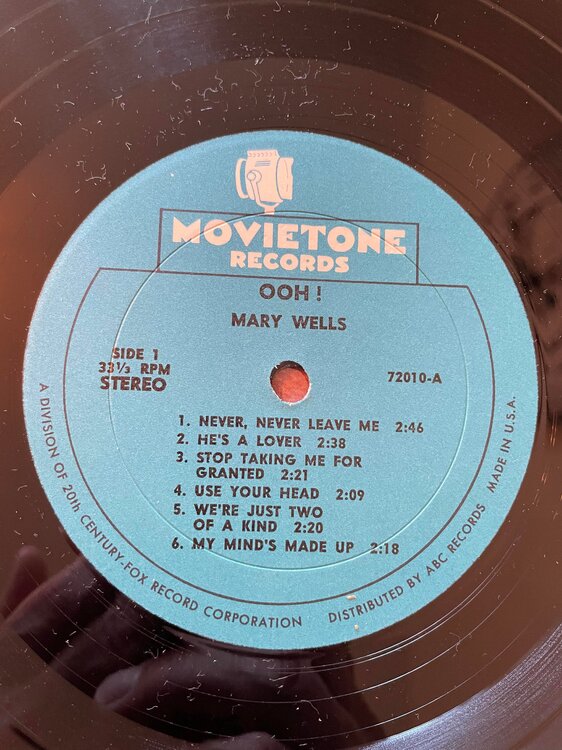 MOVIETONE
RECORDS
OOH!
MARY WELLS
SIDE 1
33⅓ RPM
STEREO
72010-A
1. NEVER, NEVER LEAVE ME 2:46
2. HE'S A LOVER 2:38
3. STOP TAKING ME FOR
GRANTED 2:21
4. USE YOUR HEAD 2:09
5. WE'RE JUST TWO
OF A KIND 2:20
6. MY MIND'S MADE UP 2:18
A DIVISION OF 20th CENTURY-FOX RECORD CORPORATION
DISTRIBUTED BY ABC RECORDS
MADE IN U.S.A.